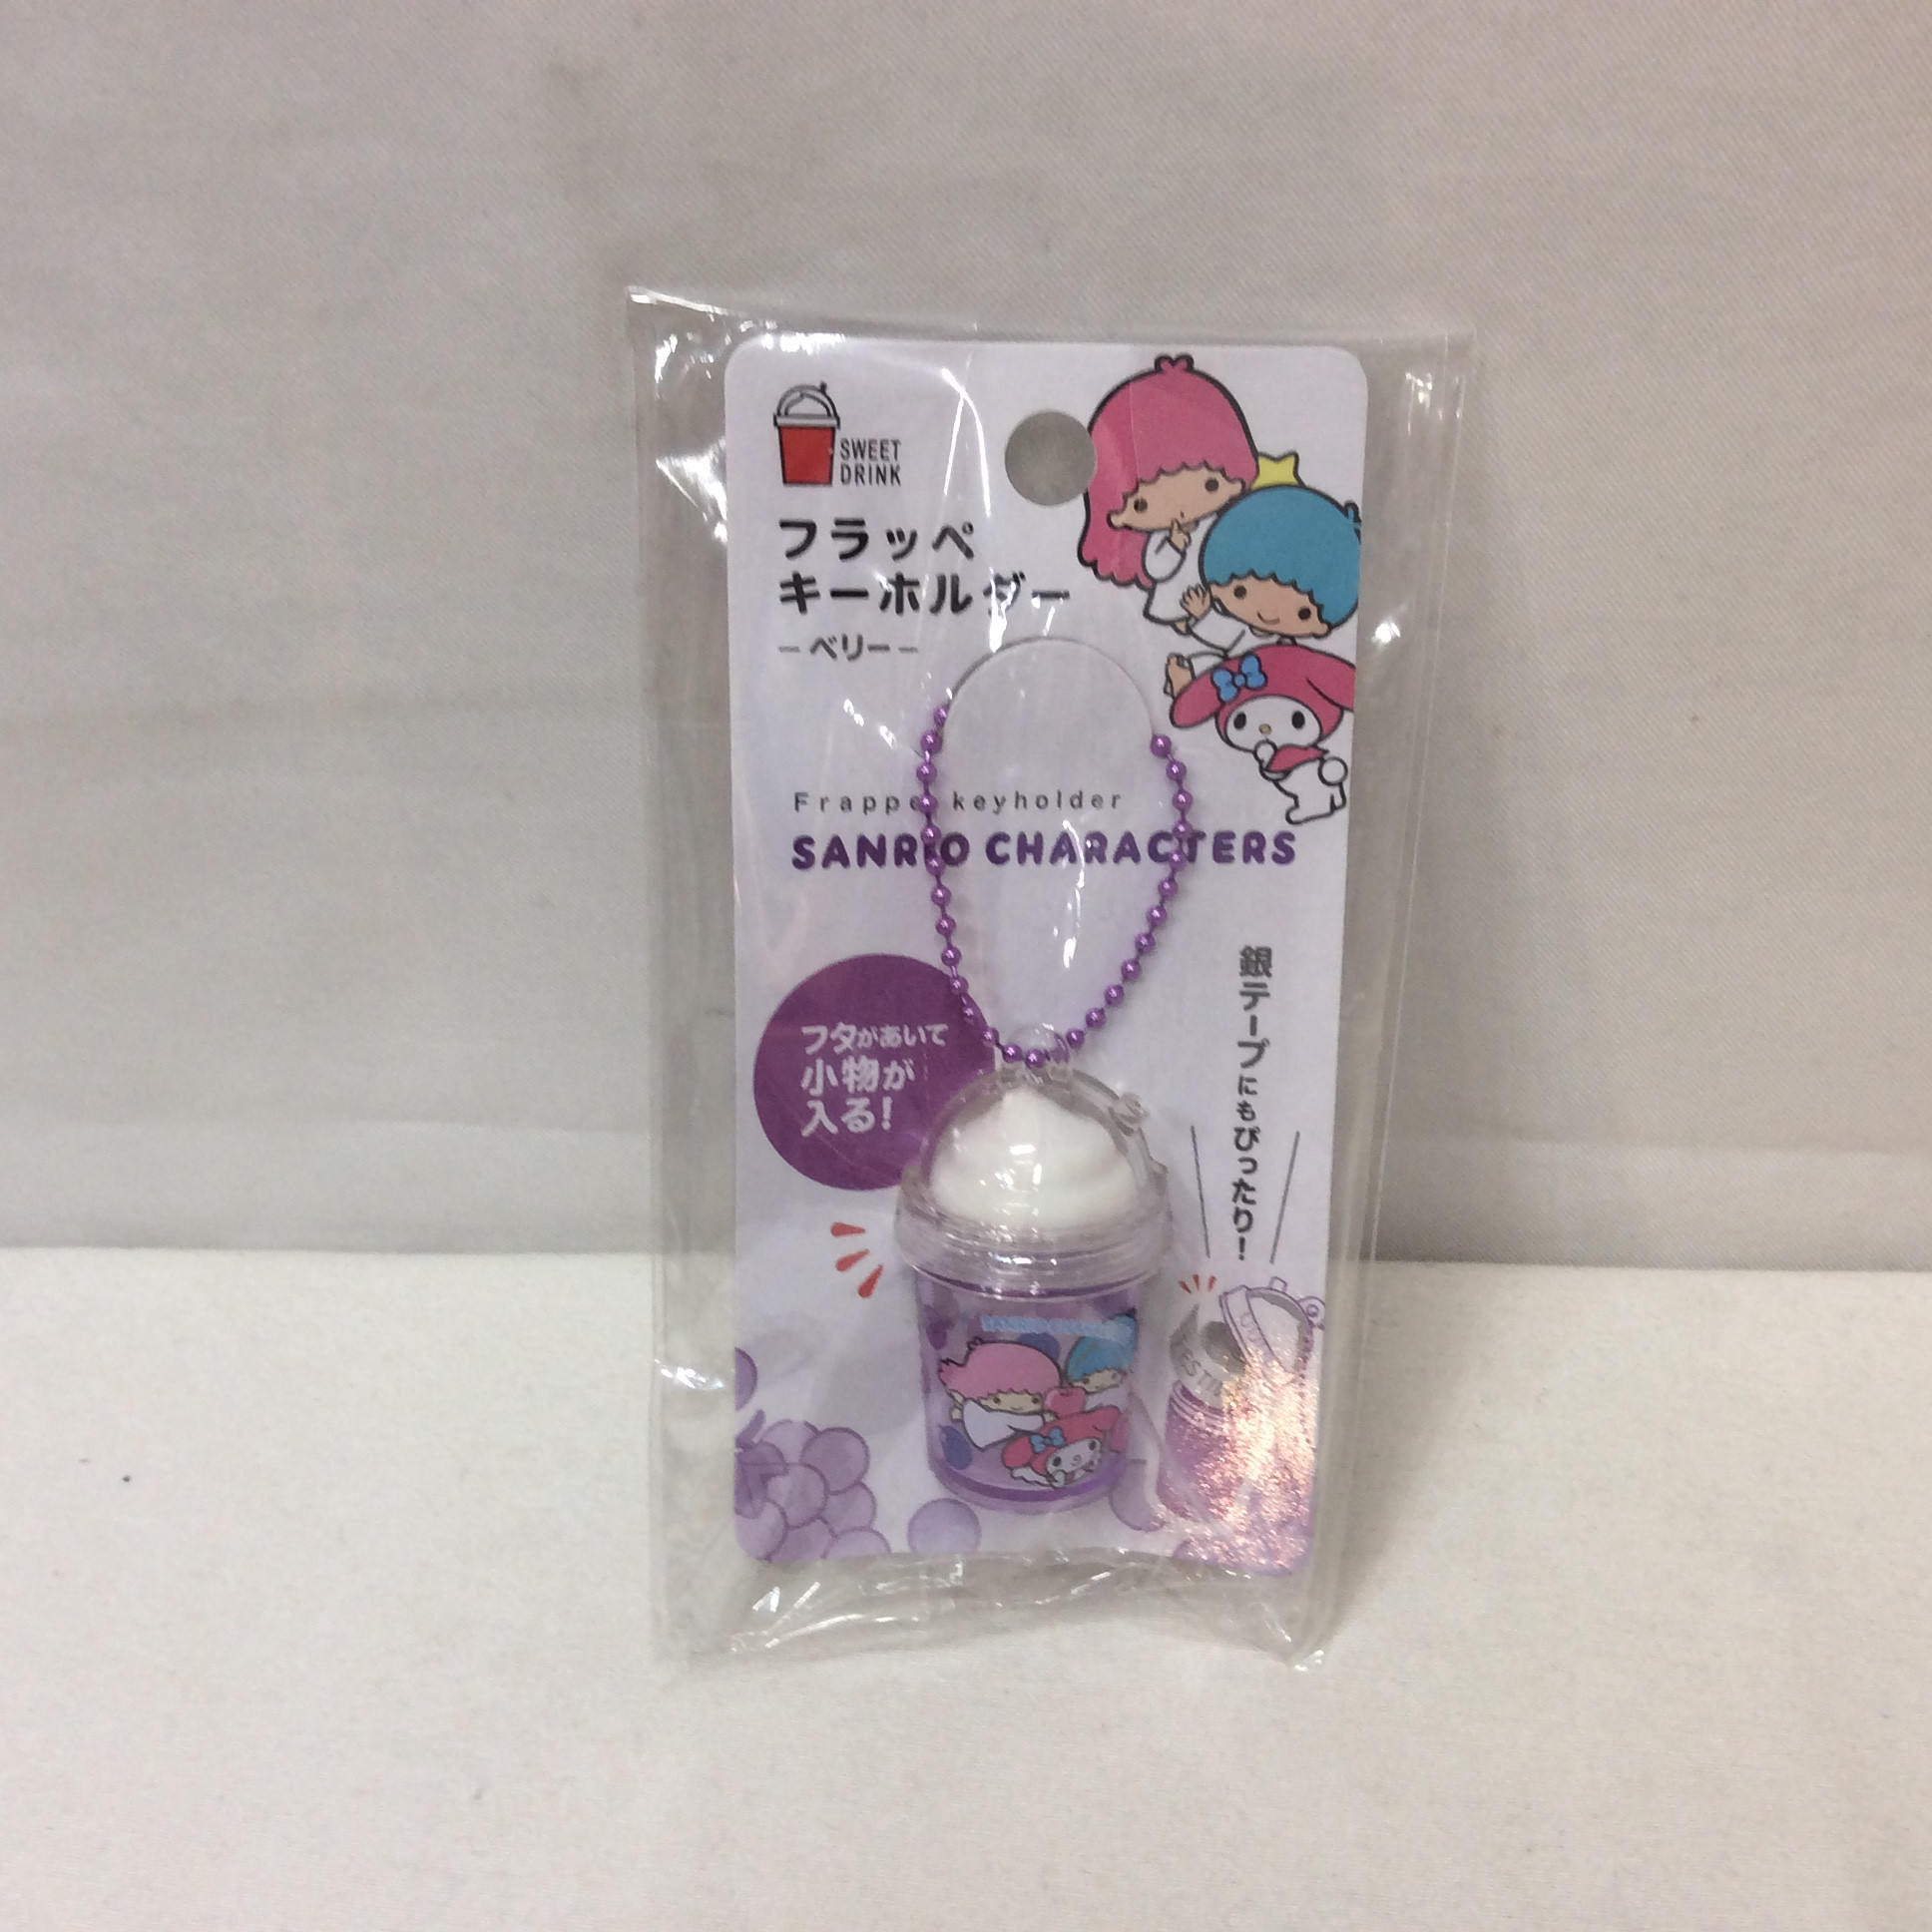 SWEET
DRINK
フラッペ
キーホルダー
－ベリー－
Frappe keyholder
SANRIO CHARACTERS
フタがあいて
小物が
入る!
銀テープにもぴったり!